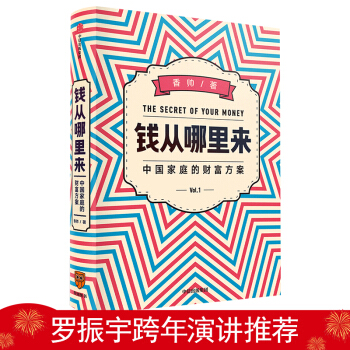 香帅/著
THE SECRET OF YOUR MONEY
钱从哪里来
中国家庭的财富方案
Vol.1
钱从哪里来
中国家庭的
财富方案
香帅/著
罗振宇跨年演讲推荐